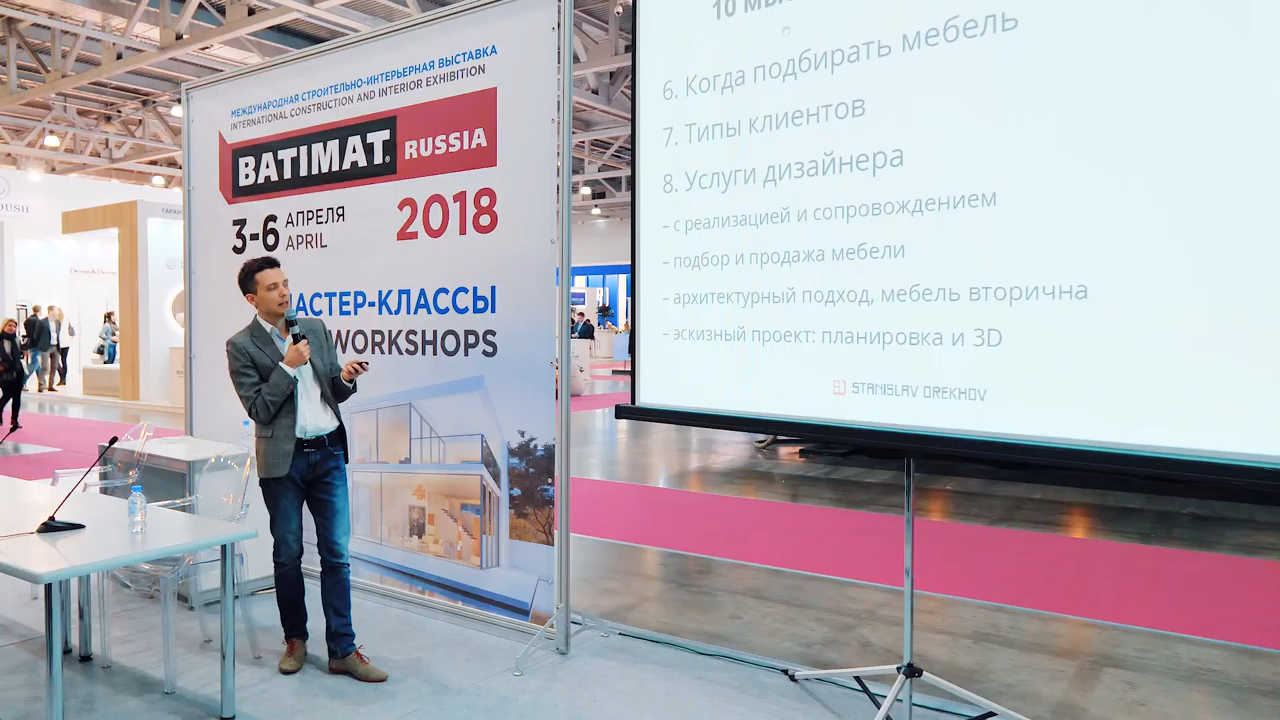 МЕЖДУНАРОДНАЯ СТРОИТЕЛЬНО-ИНТЕРЬЕРНАЯ ВЫСТАВКА
INTERNATIONAL CONSTRUCTION AND INTERIOR EXHIBITION
BATIMAT RUSSIA
3-6 АПРЕЛЯ
APRIL
2018
АСТЕР-КЛАССЫ
WORKSHOPS
10
6. Когда подбирать мебель
7. Типы клиентов
8. Услуги дизайнера
– с реализацией и сопровождением
– подбор и продажа мебели
– архитектурный подход, мебель вторична
– эскизный проект: планировка и 3D
STANISLAV OREKHOV